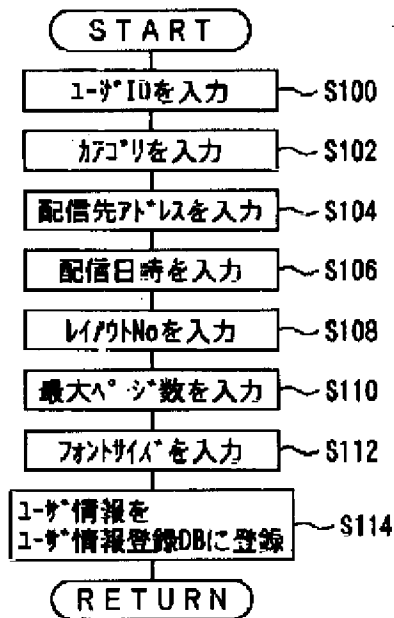 START
ユーザIDを入力 S100
カテゴリを入力 S102
配信先アドレスを入力 S104
配信日時を入力 S106
レイアウトNoを入力 S108
最大ページ数を入力 S110
フォントサイズを入力 S112
ユーザ情報を
ユーザ情報登録DBに登録 S114
RETURN